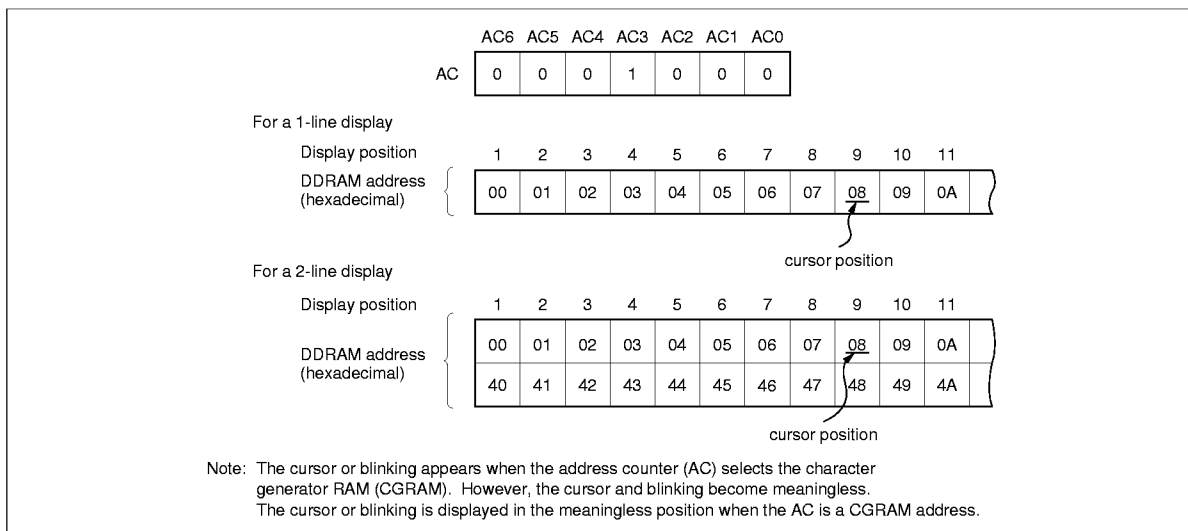 AC6 AC5 AC4 AC3 AC2 AC1 AC0
AC 0 0 0 1 0 0 0
For a 1-line display
Display position 1 2 3 4 5 6 7 8 9 10 11
DDRAM address
(hexadecimal)
00 01 02 03 04 05 06 07 08 09 0A
cursor position
For a 2-line display
Display position 1 2 3 4 5 6 7 8 9 10 11
DDRAM address
(hexadecimal)
00 01 02 03 04 05 06 07 08 09 0A
40 41 42 43 44 45 46 47 48 49 4A
cursor position
Note: The cursor or blinking appears when the address counter (AC) selects the character
generator RAM (CGRAM). However, the cursor and blinking become meaningless.
The cursor or blinking is displayed in the meaningless position when the AC is a CGRAM address.